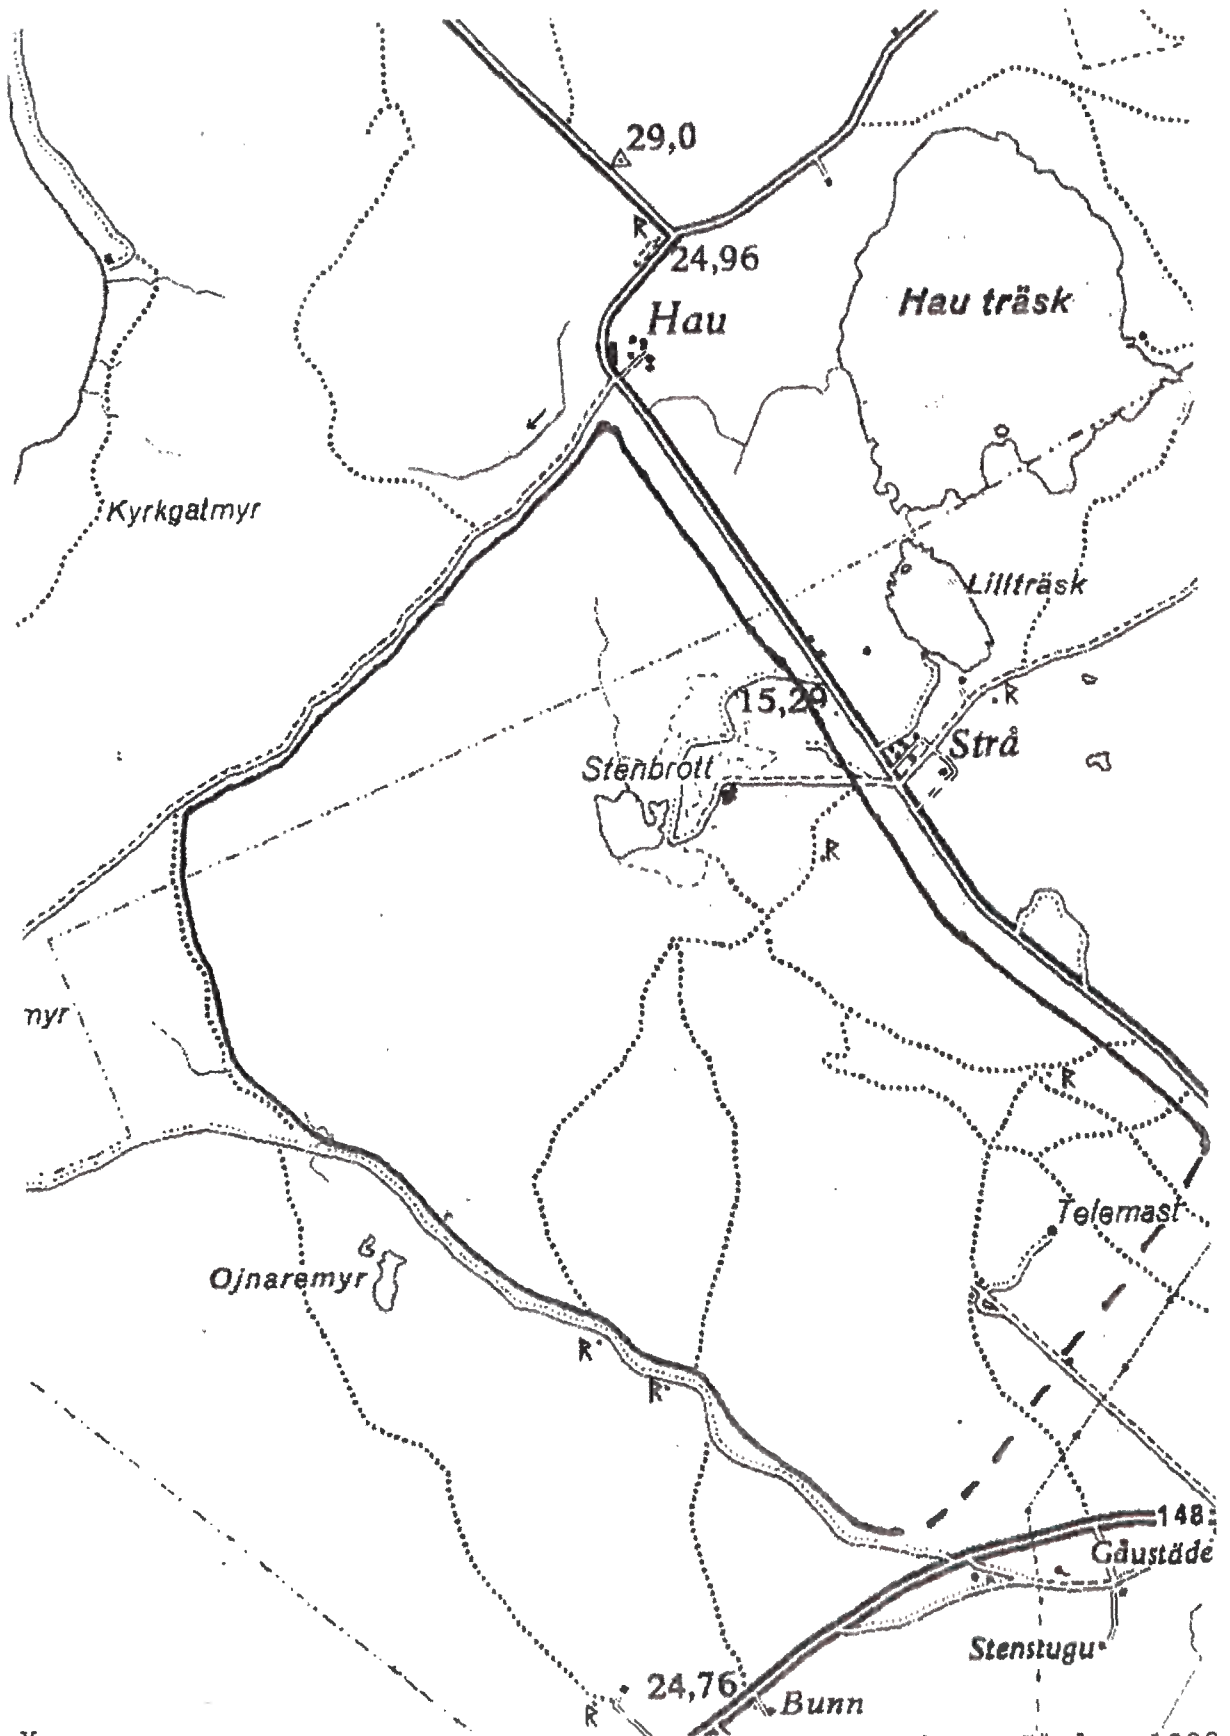 29,0
R
24,96
Hau
Hau träsk
Kyrkgatmyr
Lillträsk
R
15,29
Strå
Stenbrott
R
myr
R
Telemast
Ojnaremyr
R
R
148
Gåustäde
Stenstugu
24,76
Bunn
R